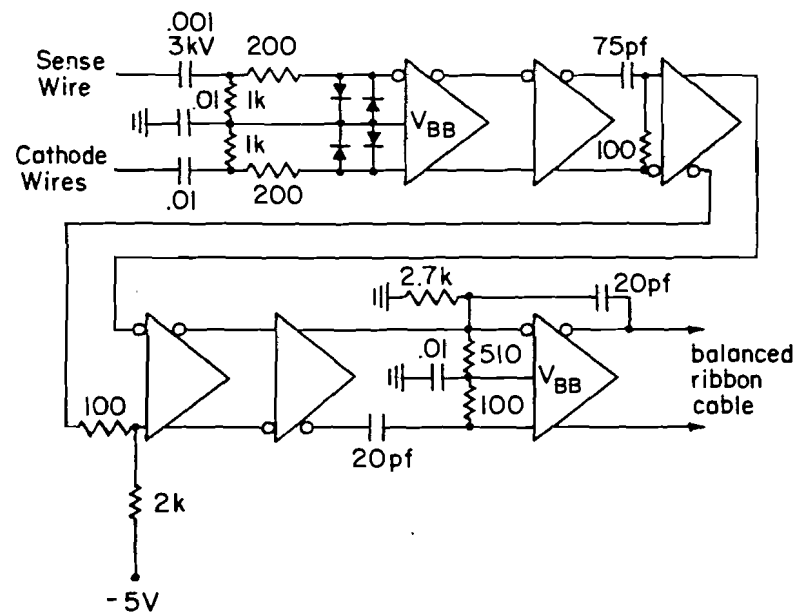 .001
3kV
200
75pf
Sense
Wire
.01
1k
V_BB
1k
100
Cathode
Wires
.01
200
2.7k
20pf
.01
510
V_BB
100
balanced
ribbon
cable
100
20pf
2k
-5V